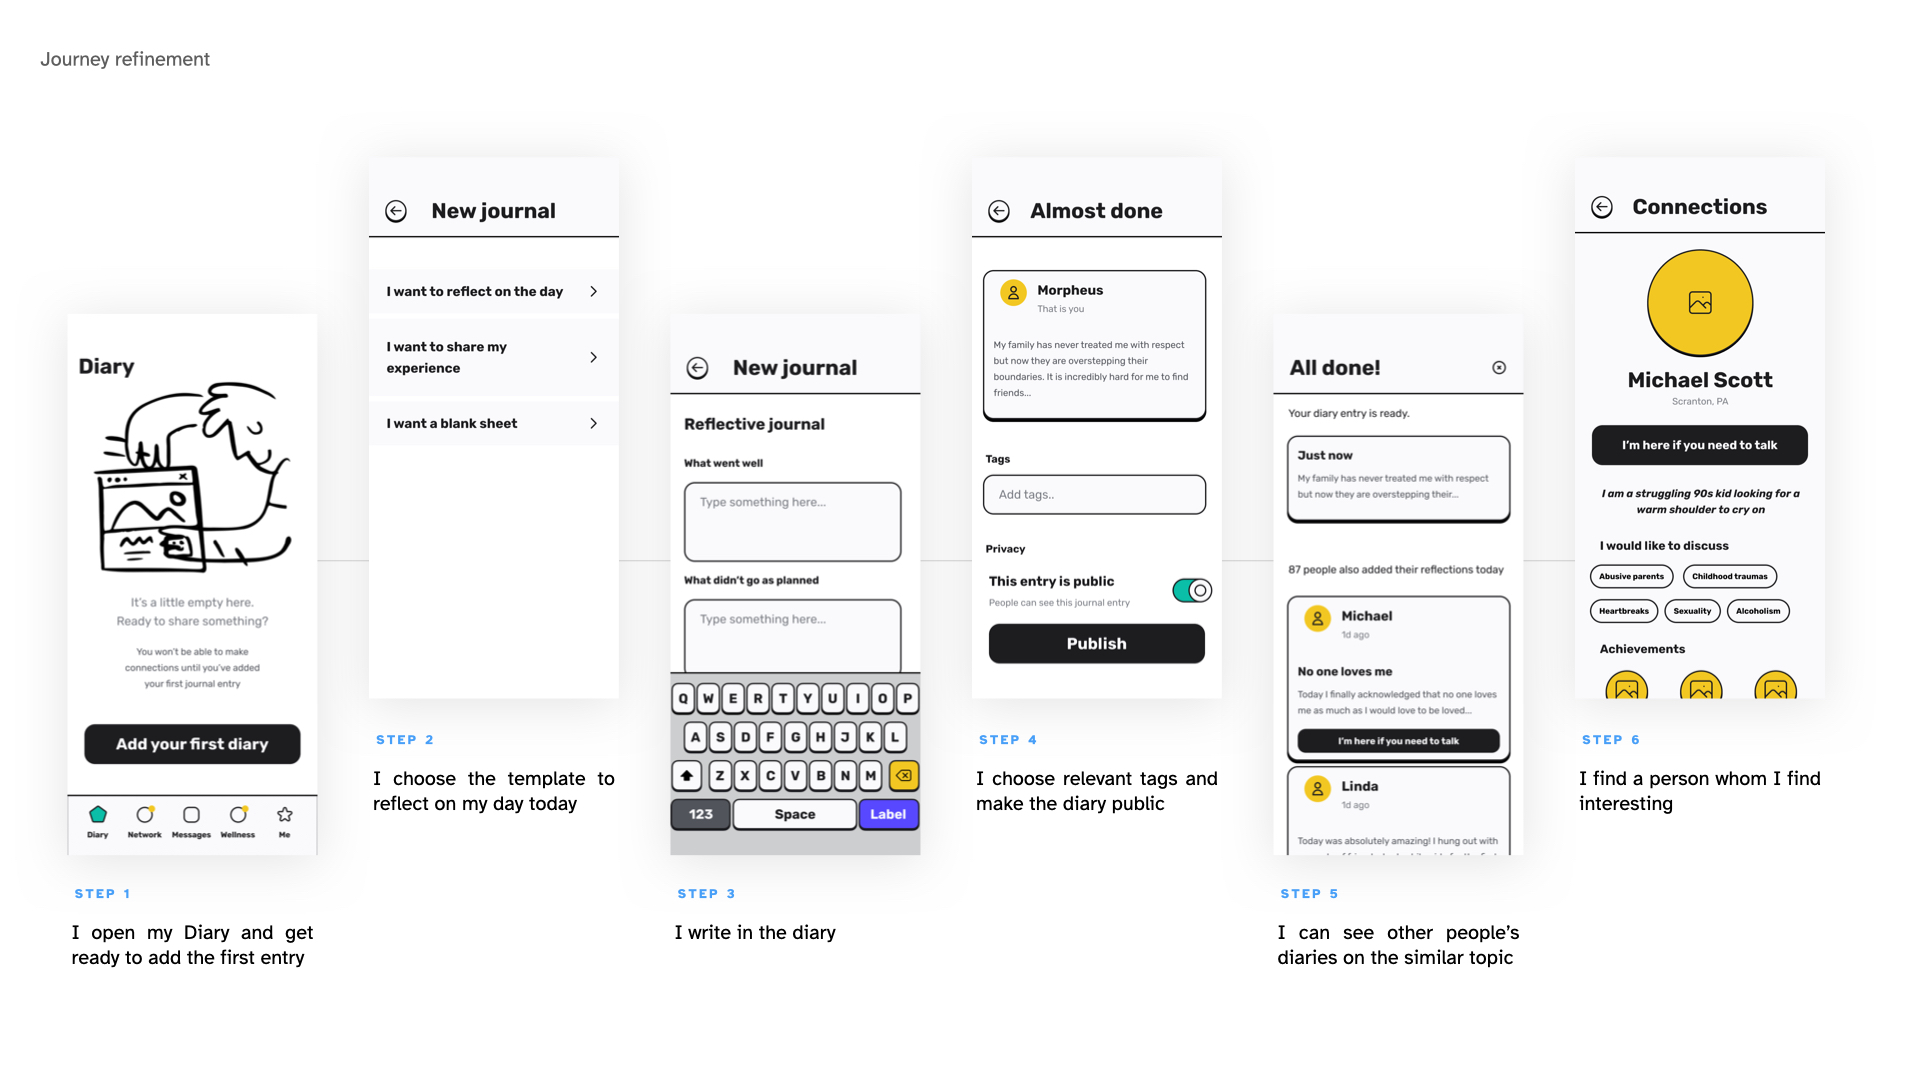 Journey refinement
Diary
It's a little empty here.
Ready to share something?
You won't be able to make
connections until you've added
your first journal entry
Add your first diary
Diary
Network
Messages
Wellness
Me
STEP 1
I open my Diary and get
ready to add the first entry
New journal
I want to reflect on the day
I want to share my
experience
I want a blank sheet
STEP 2
I choose the template to
reflect on my day today
New journal
Reflective journal
What went well
Type something here...
What didn't go as planned
Type something here...
Q W E R T Y U I O P
A S D F G H J K L
Z X C V B N M
123 Space Label
STEP 3
I write in the diary
Almost done
Morpheus
That is you
My family has never treated me with respect
but now they are overstepping their
boundaries. It is incredibly hard for me to find
friends...
Tags
Add tags..
Privacy
This entry is public
People can see this journal entry
Publish
STEP 4
I choose relevant tags and
make the diary public
All done!
Your diary entry is ready.
Just now
My family has never treated me with respect
but now they are overstepping their...
87 people also added their reflections today
Michael
1d ago
No one loves me
Today I finally acknowledged that no one loves
me as much as I would love to be loved...
I'm here if you need to talk
Linda
1d ago
Today was absolutely amazing! I hung out with
STEP 5
I can see other people's
diaries on the similar topic
Connections
Michael Scott
Scranton, PA
I'm here if you need to talk
I am a struggling 90s kid looking for a
warm shoulder to cry on
I would like to discuss
Abusive parents
Childhood traumas
Heartbreaks
Sexuality
Alcoholism
Achievements
STEP 6
I find a person whom I find
interesting